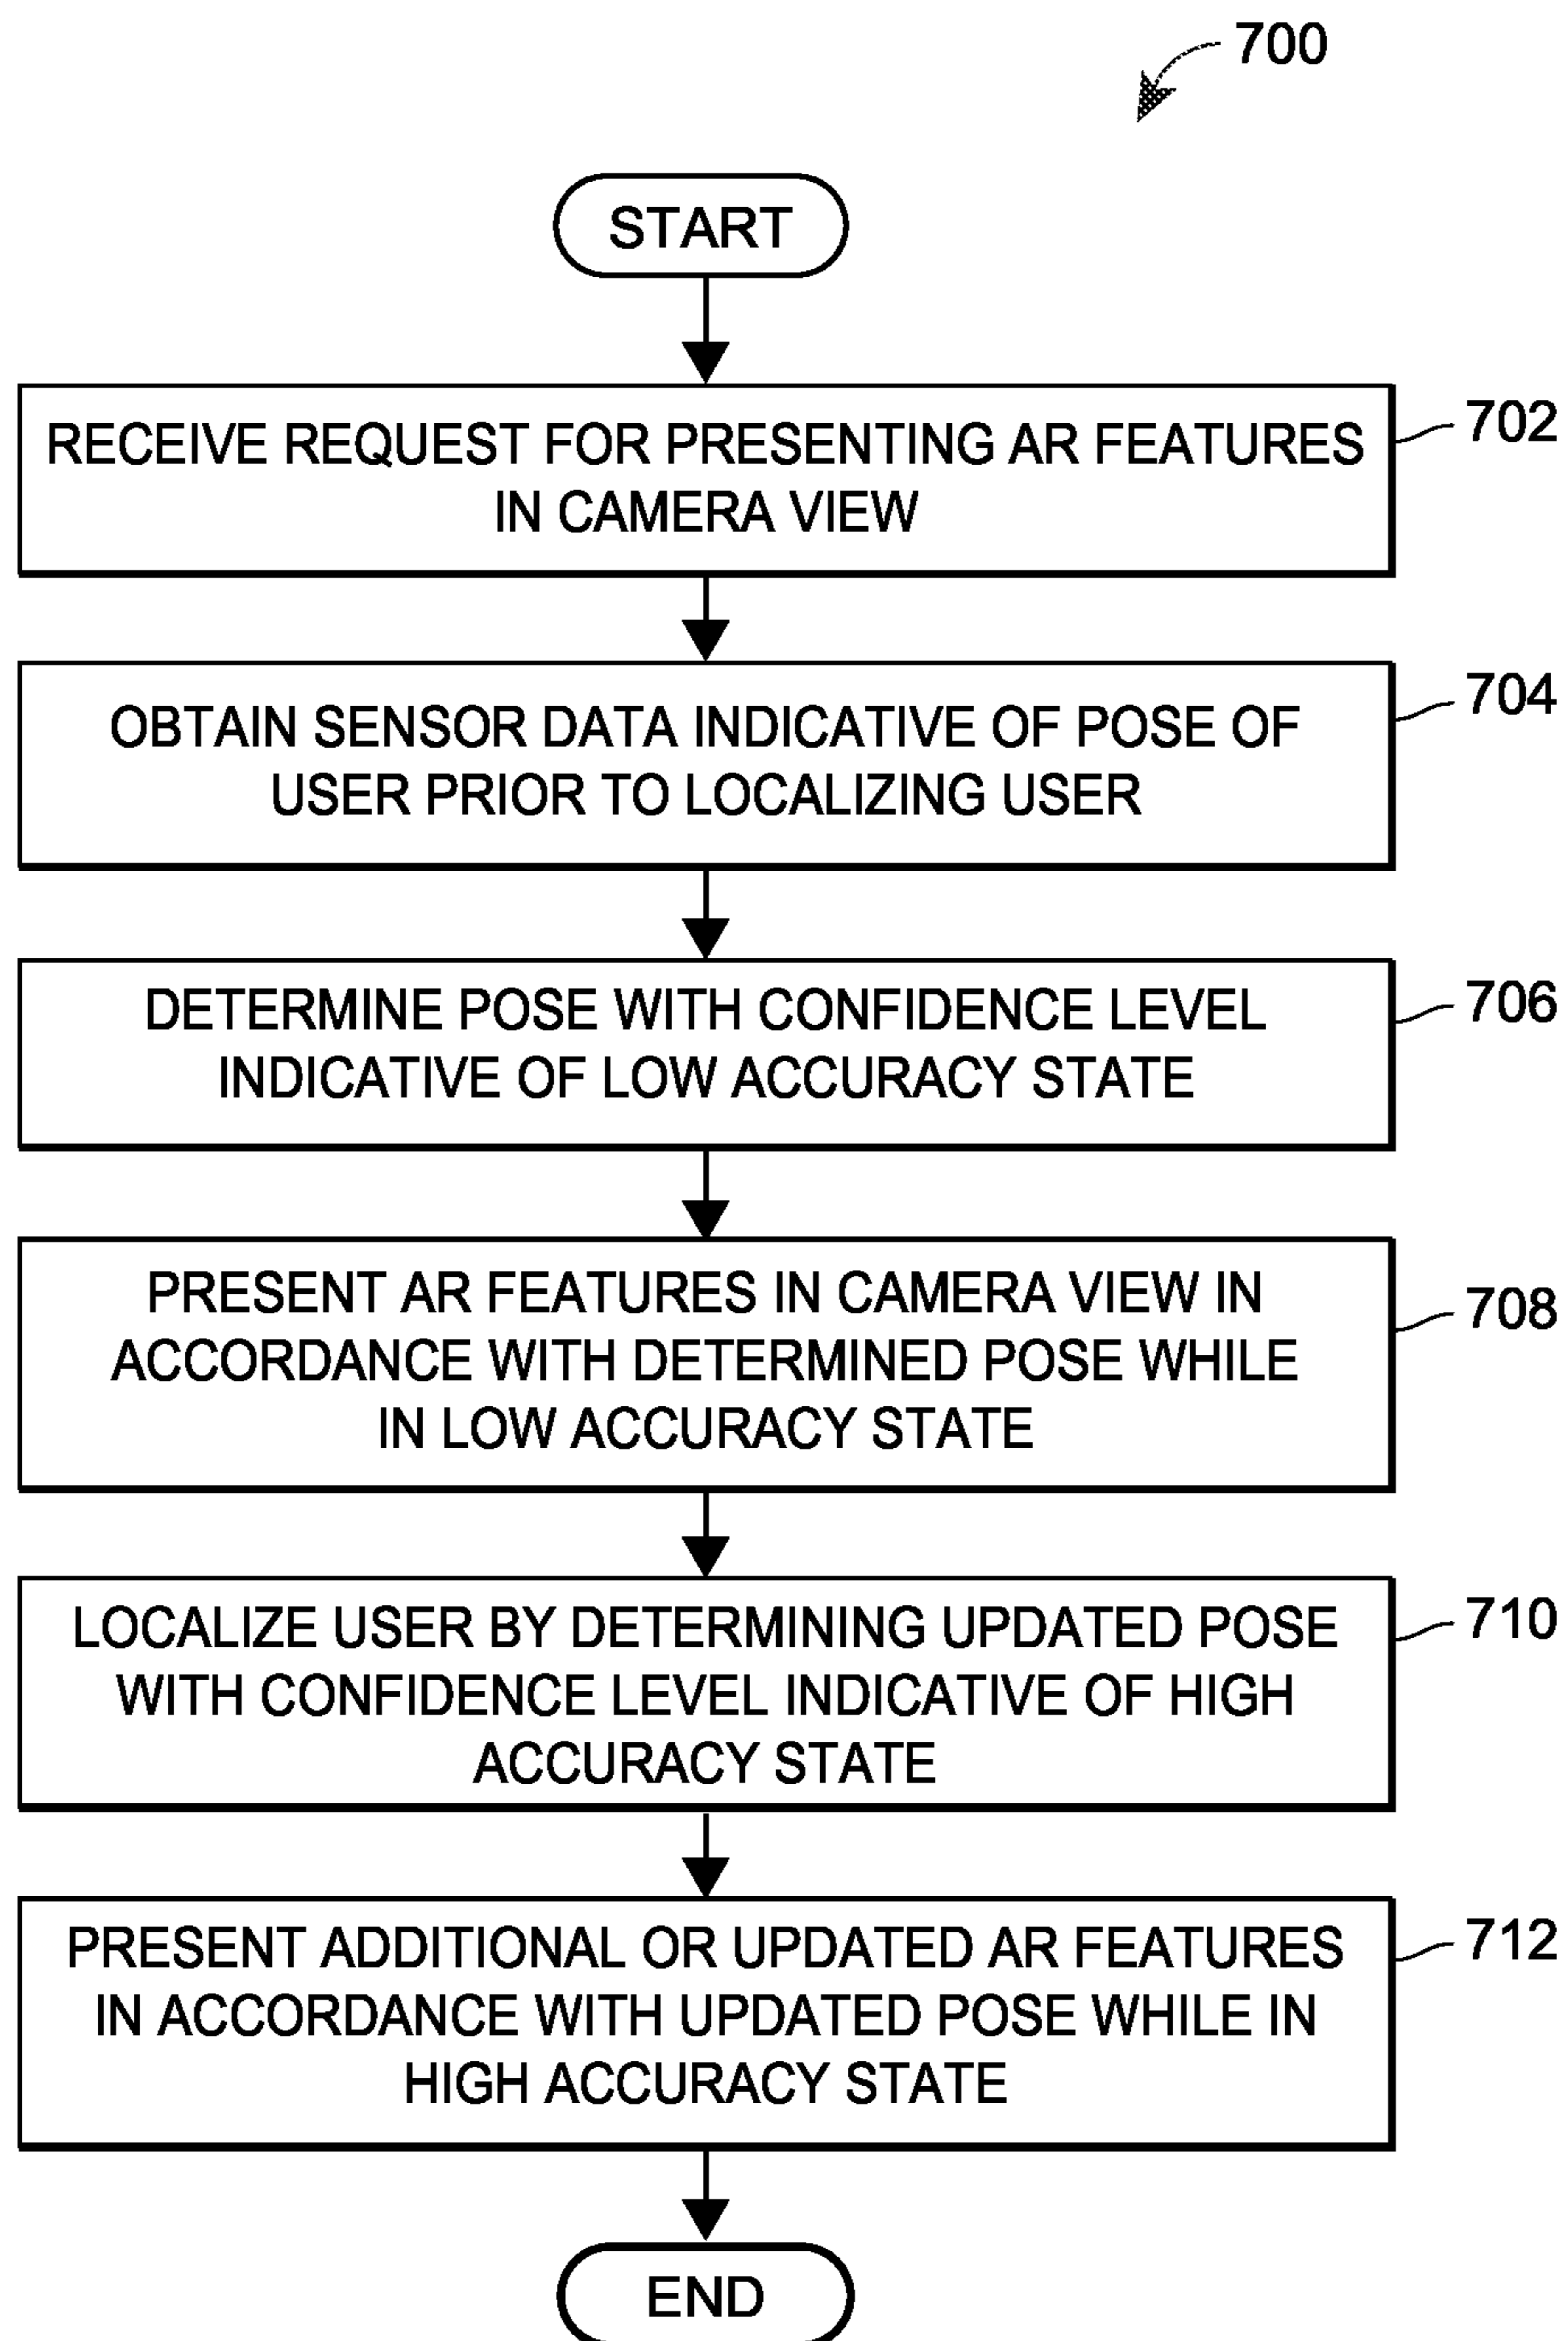 700
START
RECEIVE REQUEST FOR PRESENTING AR FEATURES
IN CAMERA VIEW
702
OBTAIN SENSOR DATA INDICATIVE OF POSE OF
USER PRIOR TO LOCALIZING USER
704
DETERMINE POSE WITH CONFIDENCE LEVEL
INDICATIVE OF LOW ACCURACY STATE
706
PRESENT AR FEATURES IN CAMERA VIEW IN
ACCORDANCE WITH DETERMINED POSE WHILE
IN LOW ACCURACY STATE
708
LOCALIZE USER BY DETERMINING UPDATED POSE
WITH CONFIDENCE LEVEL INDICATIVE OF HIGH
ACCURACY STATE
710
PRESENT ADDITIONAL OR UPDATED AR FEATURES
IN ACCORDANCE WITH UPDATED POSE WHILE IN
HIGH ACCURACY STATE
712
END